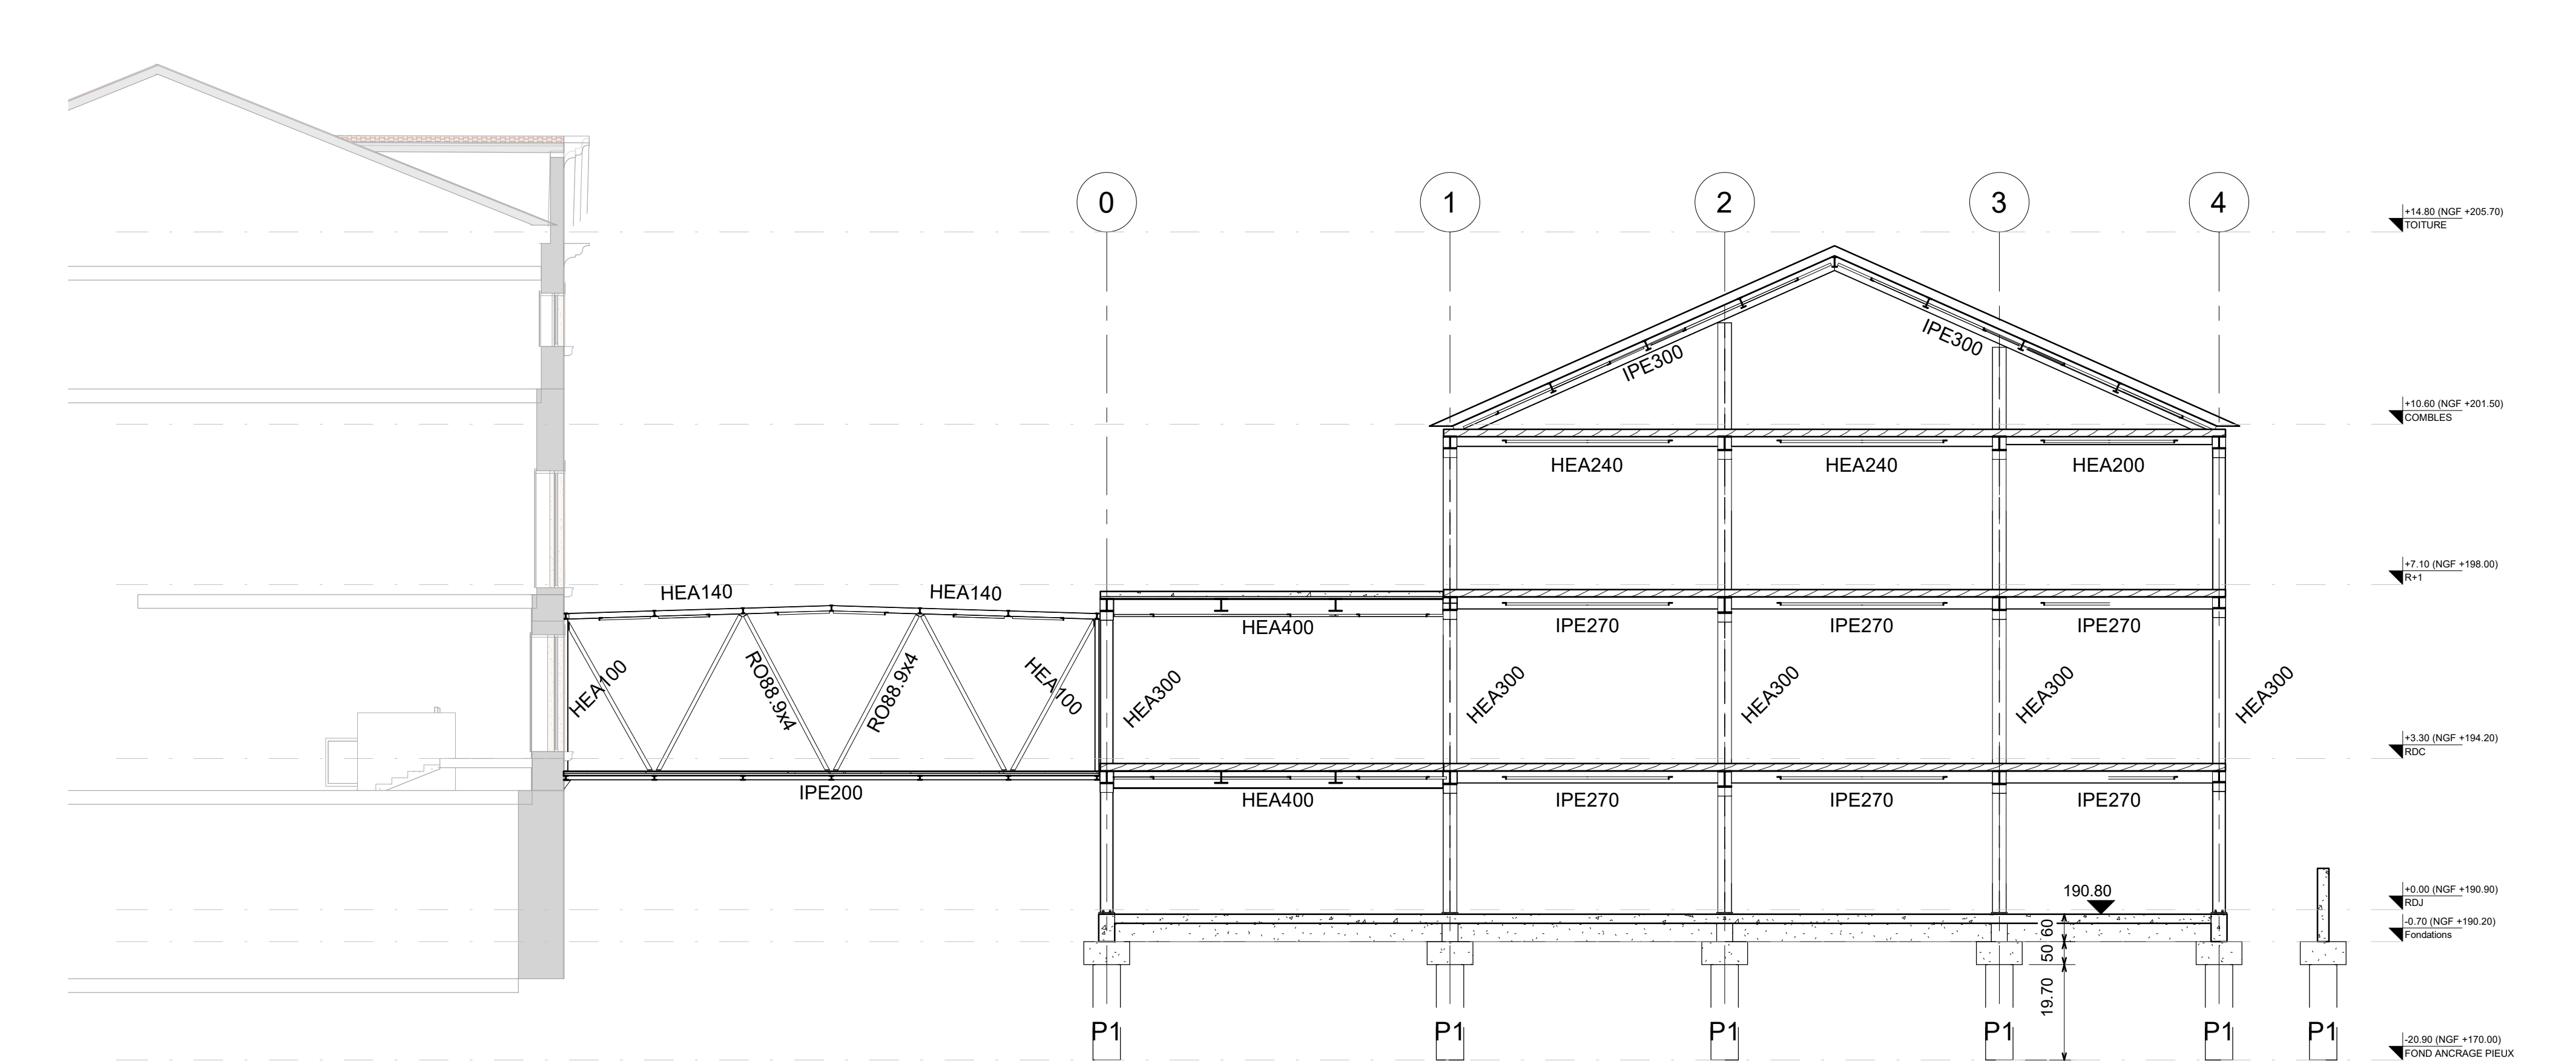 0
1
2
3
4
+14.80 (NGF +205.70)
TOITURE
IPE300
IPE300
+10.60 (NGF +201.50)
COMBLES
HEA240
HEA240
HEA200
+7.10 (NGF +198.00)
R+1
HEA140
HEA140
HEA400
IPE270
IPE270
IPE270
HEA100
RO88.9x4
RO88.9x4
HEA100
HEA300
HEA300
HEA300
HEA300
HEA300
+3.30 (NGF +194.20)
RDC
IPE200
HEA400
IPE270
IPE270
IPE270
190.80
+0.00 (NGF +190.90)
RDJ
60
-0.70 (NGF +190.20)
Fondations
50
19.70
P1
P1
P1
P1
P1
P1
-20.90 (NGF +170.00)
FOND ANCRAGE PIEUX